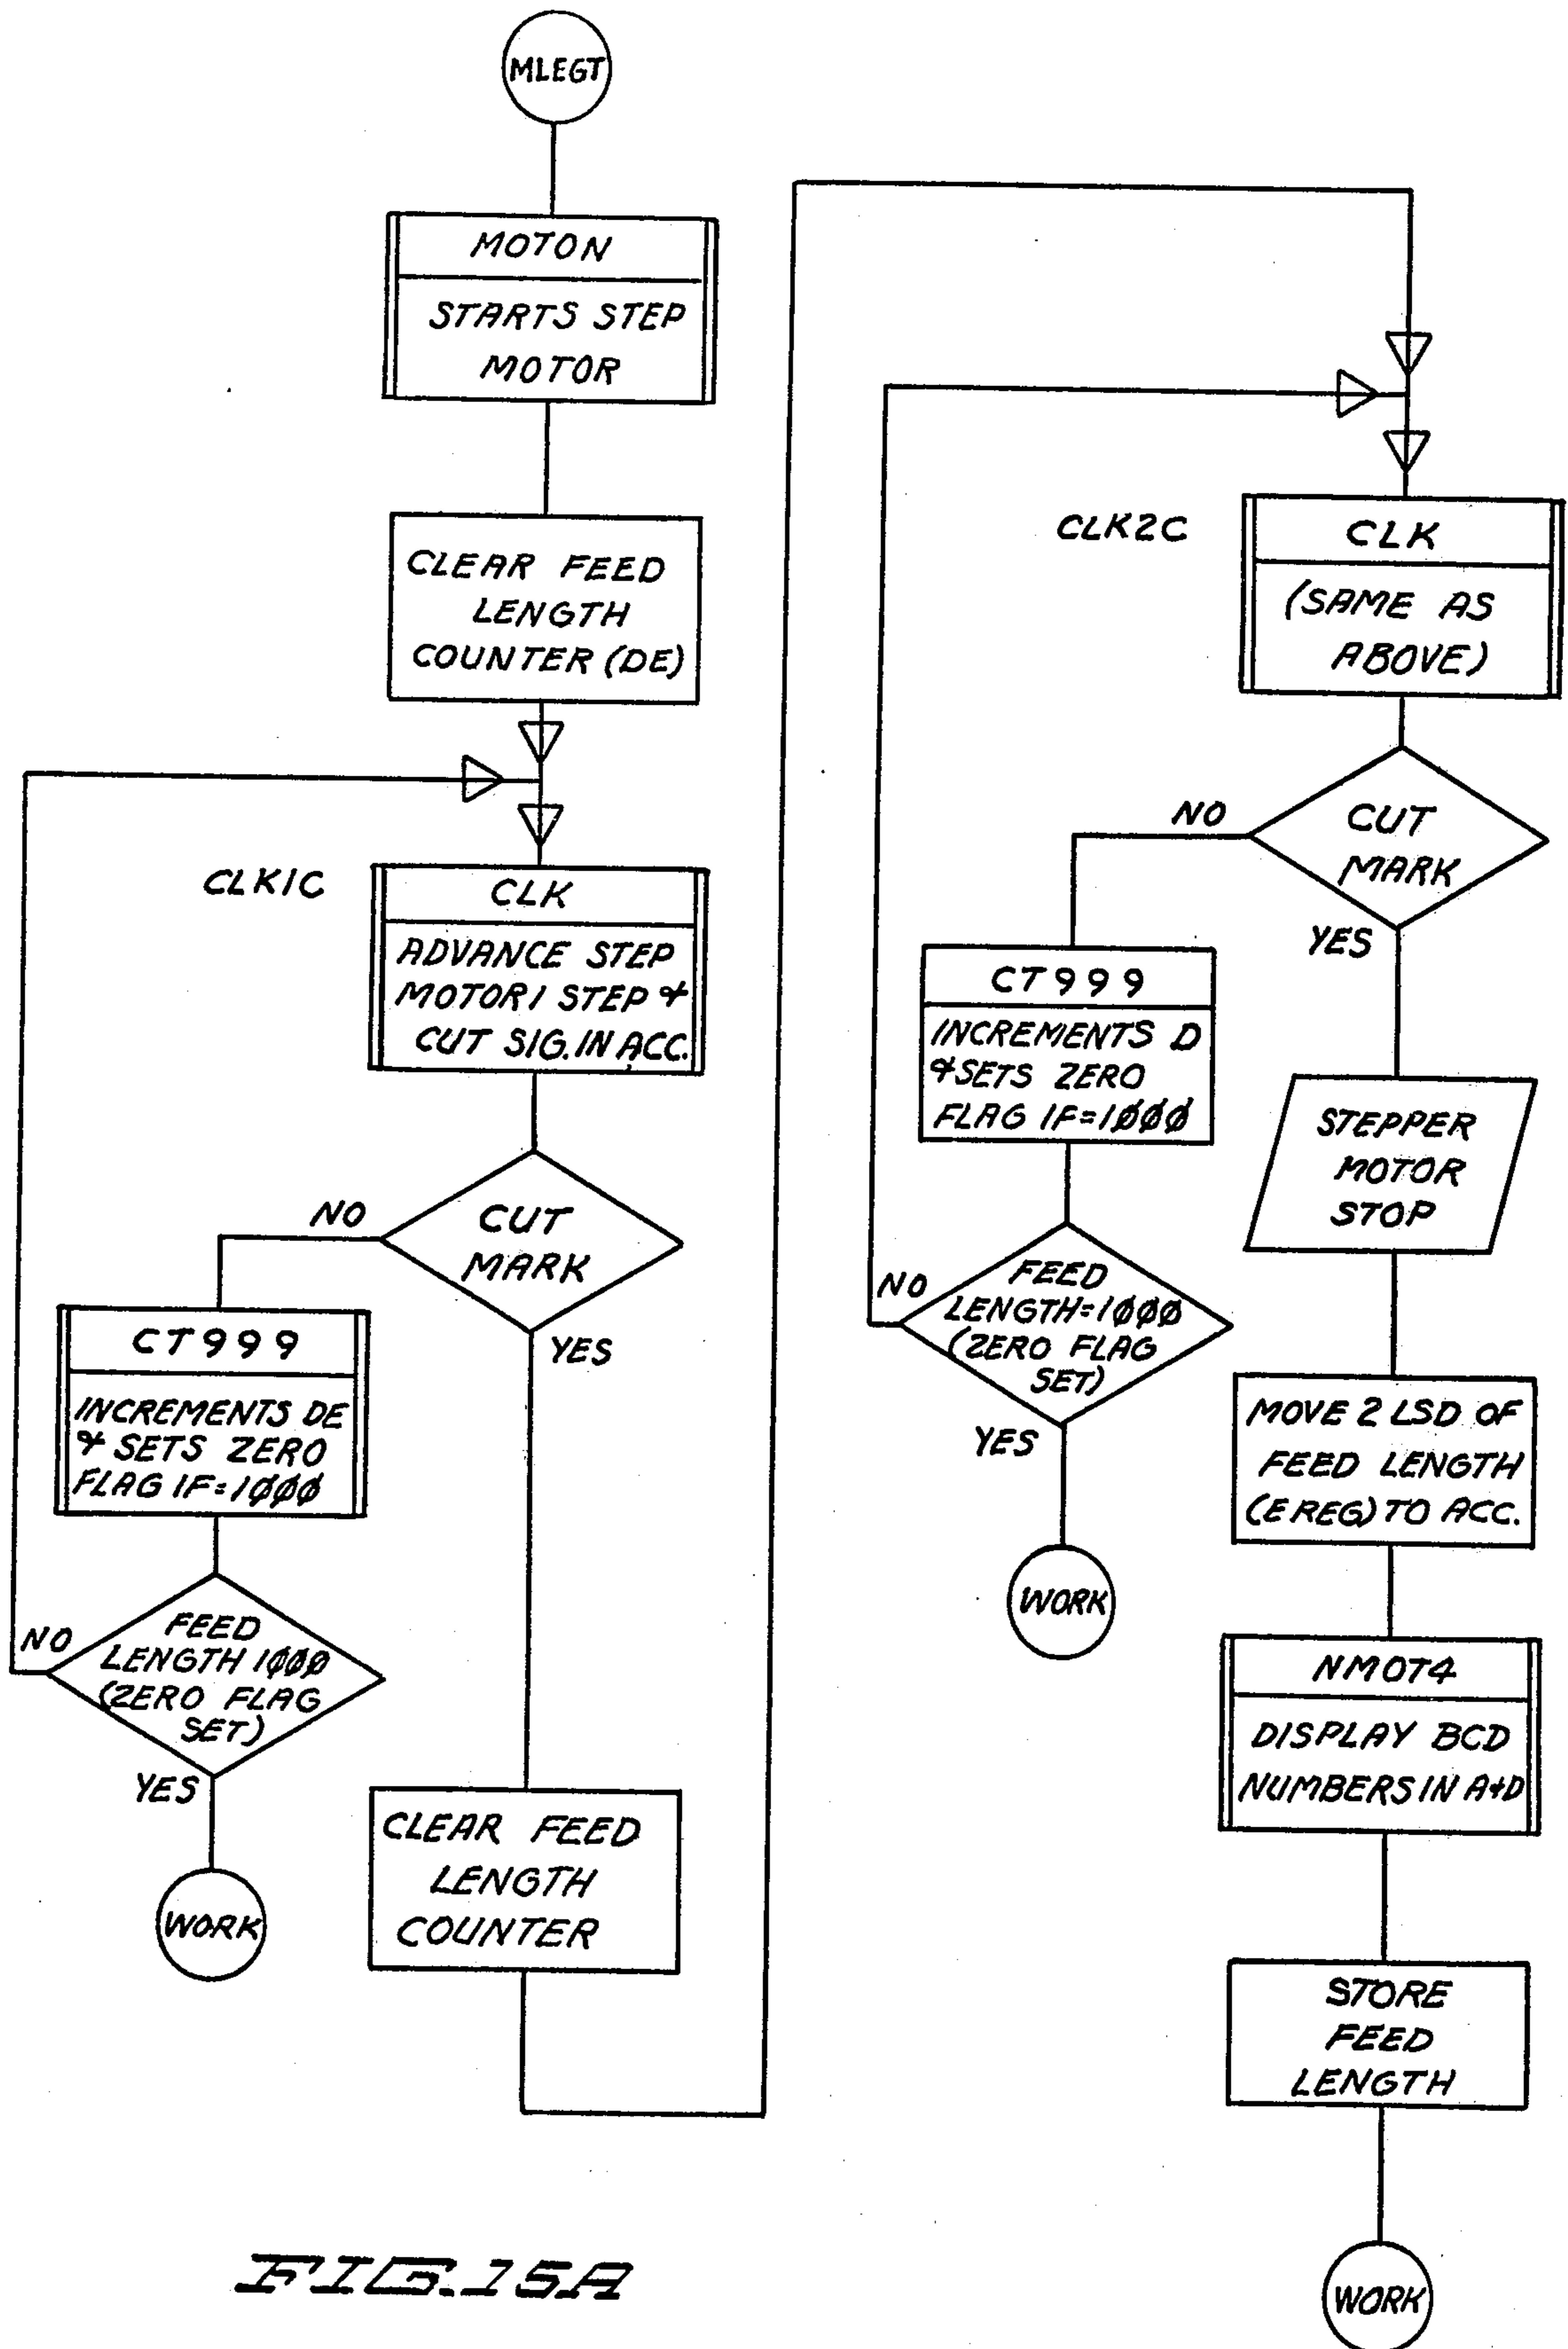 MLEGT
MOTON
STARTS STEP
MOTOR
CLEAR FEED
LENGTH
COUNTER (DE)
CLK1C
CLK
ADVANCE STEP
MOTOR 1 STEP &
CUT SIG. IN ACC.
CUT
MARK
NO
YES
CT999
INCREMENTS DE
& SETS ZERO
FLAG IF=1ØØØ
FEED
LENGTH 1ØØØ
(ZERO FLAG
SET)
NO
YES
WORK
CLEAR FEED
LENGTH
COUNTER
CLK2C
CLK
(SAME AS
ABOVE)
CUT
MARK
NO
YES
CT999
INCREMENTS D
& SETS ZERO
FLAG IF=1ØØØ
FEED
LENGTH=1ØØØ
(ZERO FLAG
SET)
NO
YES
WORK
STEPPER
MOTOR
STOP
MOVE 2 LSD OF
FEED LENGTH
(E REG) TO ACC.
NMOT4
DISPLAY BCD
NUMBERS IN A&D
STORE
FEED
LENGTH
WORK
FIG. 15A